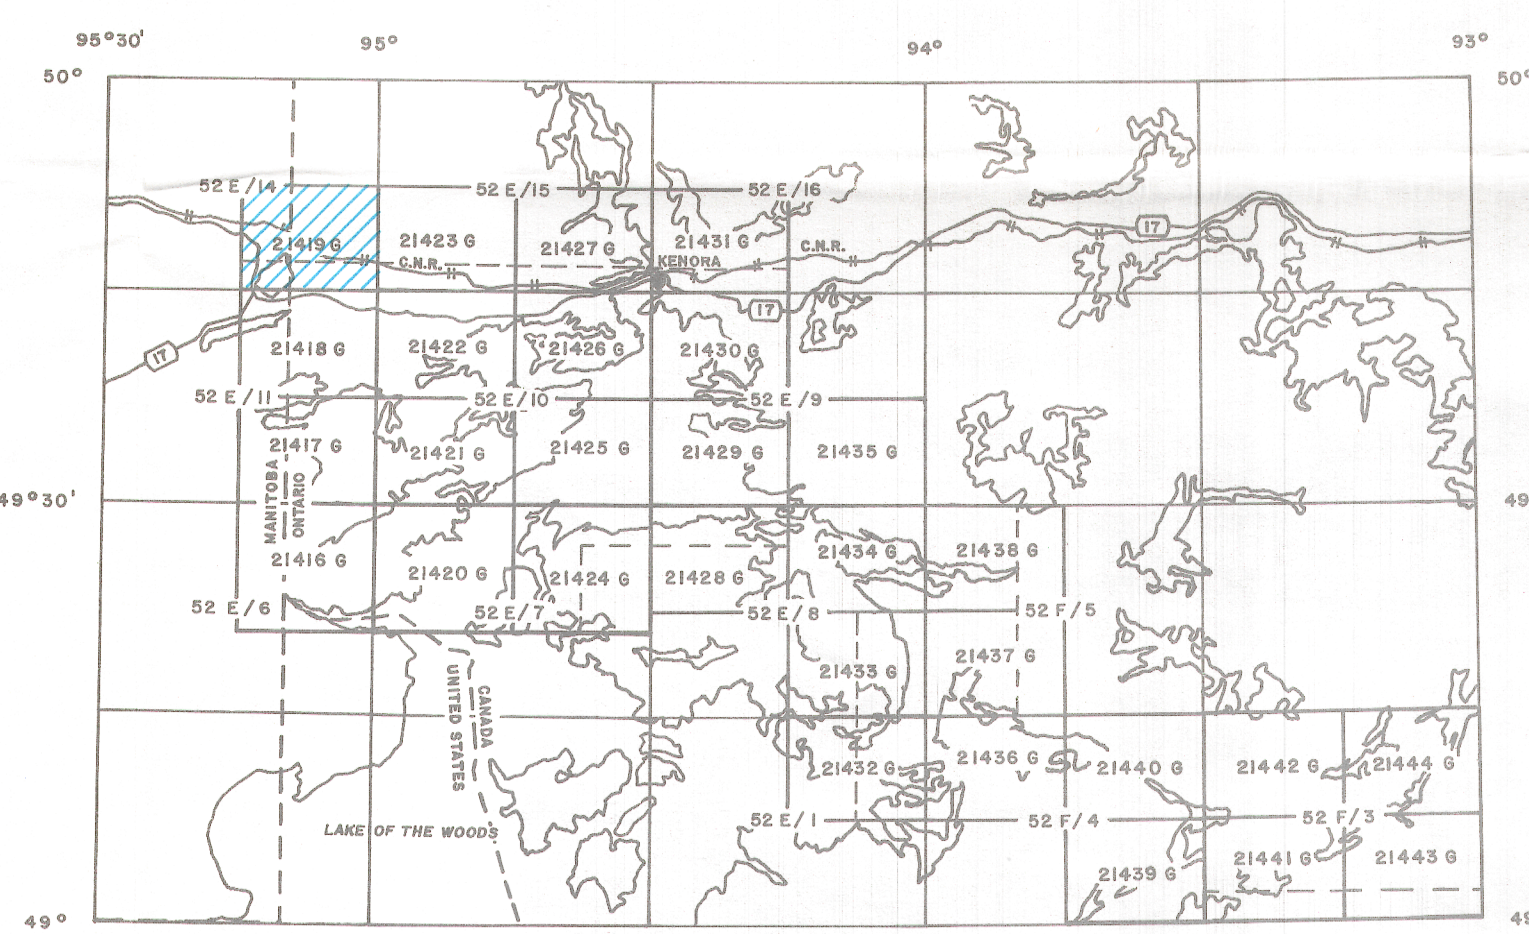 95°30'
95°
94°
93°
50°
50°
52 E/14
52 E/15
52 E/16
21419 G
21423 G
21427 G
21431 G
C.N.R.
17
C.N.R.
KENORA
17
17
21418 G
21422 G
21426 G
21430 G
52 E/11
52 E/10
52 E/9
21417 G
21421 G
21425 G
21429 G
21435 G
MANITOBA
ONTARIO
49°30'
49
21416 G
21420 G
21424 G
21428 G
21434 G
21438 G
52 E/6
52 E/7
52 E/8
52 F/5
21433 G
21437 G
CANADA
UNITED STATES
21432 G
21436 G
21440 G
21442 G
21444 G
LAKE OF THE WOODS
52 E/1
52 F/4
52 F/3
21439 G
21441 G
21443 G
49°
49